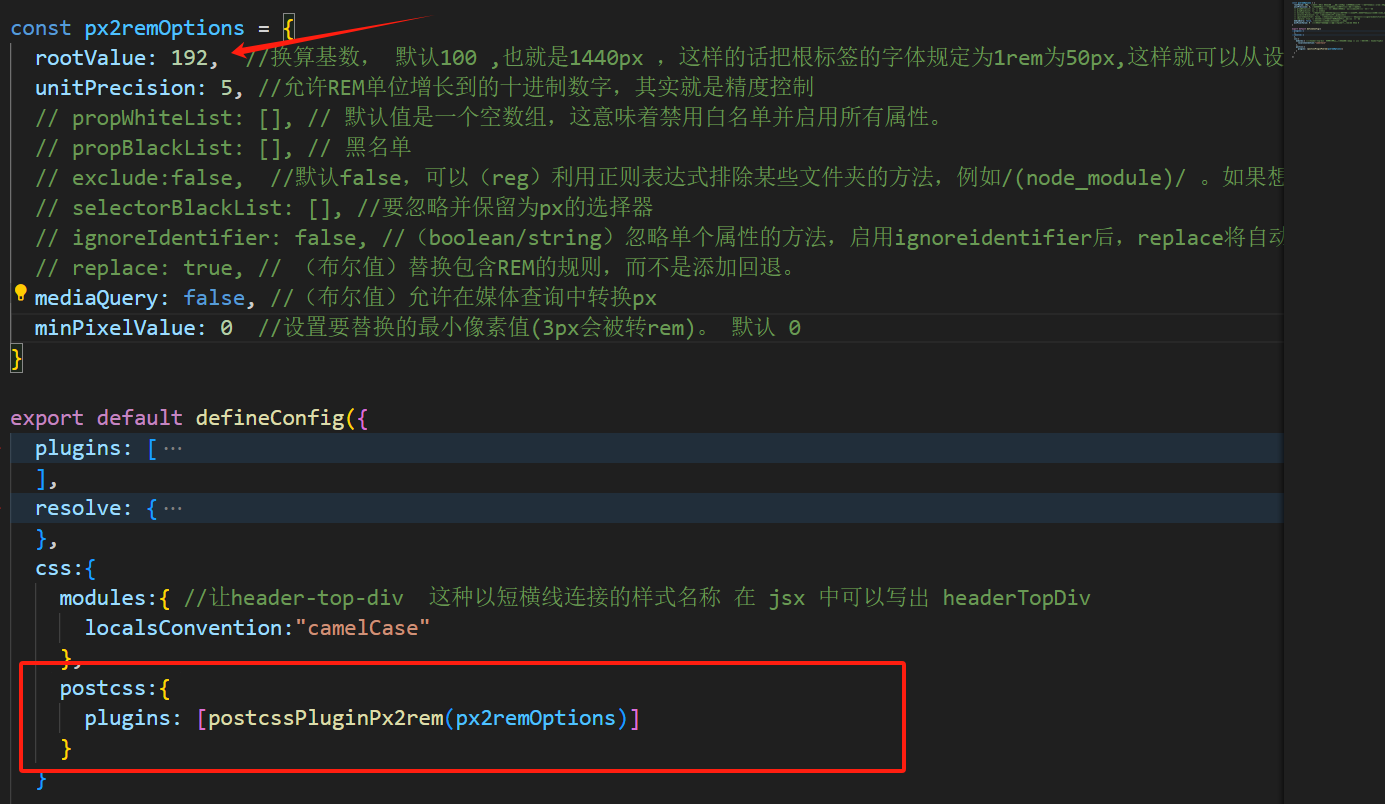 const px2remOptions = {
rootValue: 192, //换算基数， 默认100 ,也就是1440px ，这样的话把根标签的字体规定为1rem为50px,这样就可以从设
unitPrecision: 5, //允许REM单位增长到的十进制数字，其实就是精度控制
// propWhiteList: [], // 默认值是一个空数组，这意味着禁用白名单并启用所有属性。
// propBlackList: [], // 黑名单
// exclude:false, //默认false，可以（reg）利用正则表达式排除某些文件夹的方法，例如/(node_module)/ 。如果想
// selectorBlackList: [], //要忽略并保留为px的选择器
// ignoreIdentifier: false, //（boolean/string）忽略单个属性的方法，启用ignoreidentifier后，replace将自动
// replace: true, // （布尔值）替换包含REM的规则，而不是添加回退。
mediaQuery: false, //（布尔值）允许在媒体查询中转换px
minPixelValue: 0 //设置要替换的最小像素值(3px会被转rem)。 默认 0
}
export default defineConfig({
plugins: [···
],
resolve: {···
},
css:{
modules:{ //让header-top-div 这种以短横线连接的样式名称 在 jsx 中可以写出 headerTopDiv
localsConvention:"camelCase"
},
postcss:{
plugins: [postcssPluginPx2rem(px2remOptions)]
}
}